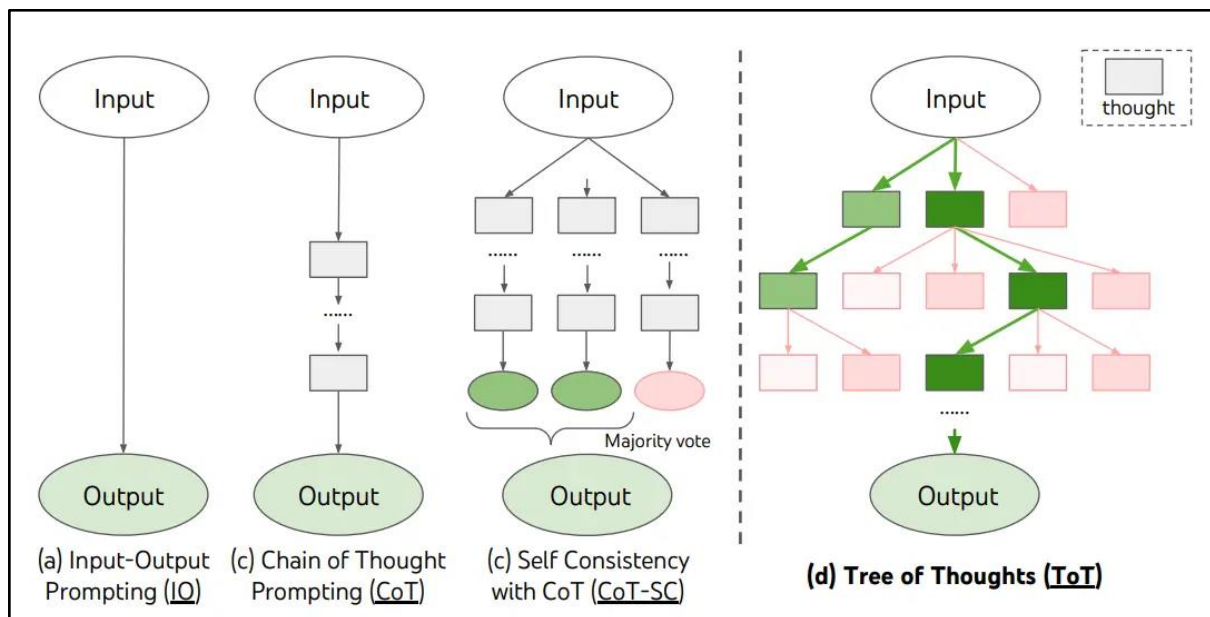 Input
Output
(a) Input-Output
Prompting (IO)
Input
......
Output
(c) Chain of Thought
Prompting (CoT)
Input
...... ...... ......
Majority vote
Output
(c) Self Consistency
with CoT (CoT-SC)
Input
thought
......
Output
(d) Tree of Thoughts (ToT)